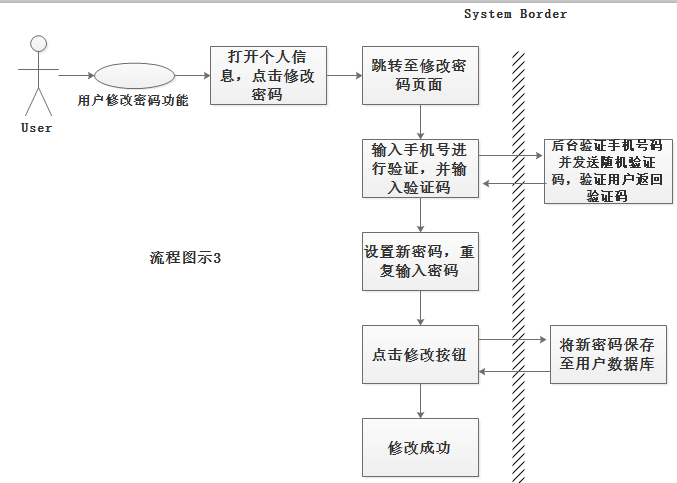 System Border
打开个人信
息，点击修改
密码
跳转至修改密
码页面
用户修改密码功能
User
输入手机号进
行验证，并输
入验证码
后台验证手机号码
并发送随机验证
码，验证用户返回
验证码
流程图示3
设置新密码，重
复输入密码
点击修改按钮
将新密码保存
至用户数据库
修改成功